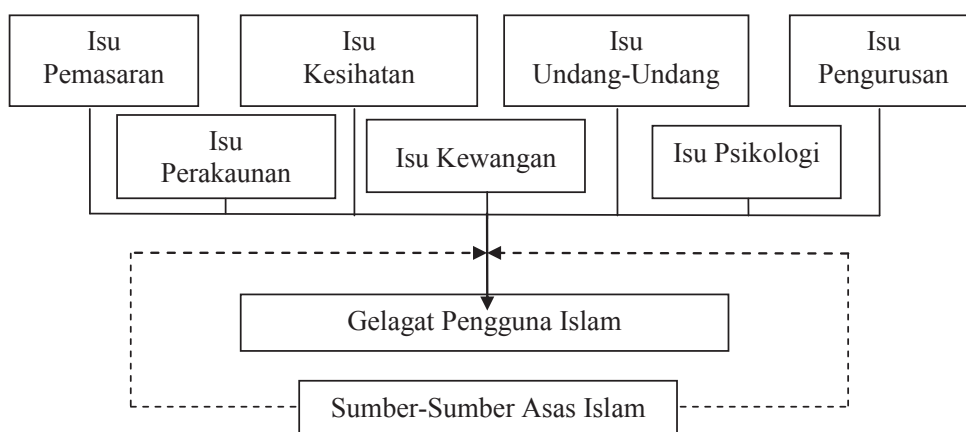 Isu
Pemasaran
Isu
Kesihatan
Isu
Undang-Undang
Isu
Pengurusan
Isu
Perakaunan
Isu Kewangan
Isu Psikologi
Gelagat Pengguna Islam
Sumber-Sumber Asas Islam